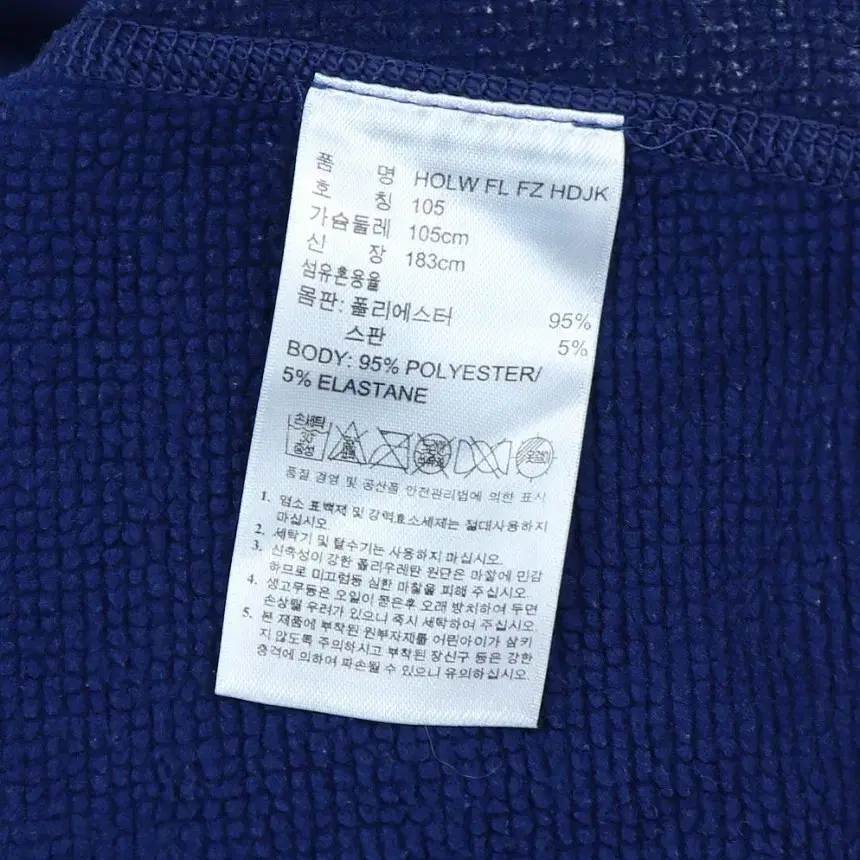 품 명 HOLW FL FZ HDJK
호 칭 105
가슴둘레 105cm
신 장 183cm
섬유혼용율
몸판: 폴리에스터 95%
스판 5%
BODY: 95% POLYESTER/
5% ELASTANE
손세탁
30
중성
옷걸이
품질 경영 및 공산품 안전관리법에 의한 표시
1. 염소 표백제 및 강력효소세제는 절대사용하지
마십시오.
2. 세탁기 및 탈수기는 사용하지 마십시오.
3. 신축성이 강한 폴리우레탄 원단은 마찰에 민감
하므로 미끄럼등 심한 마찰을 피해 주십시오.
4. 생고무등은 오일이 묻은후 오래 방치하여 두면
손상될 우려가 있으니 즉시 세탁하여 주십시오.
5. 본 제품에 부착된 원부자재를 어린아이가 삼키
지 않도록 주의하시고 부착된 장신구 등은 강한
충격에 의하여 파손될 수 있으니 유의하십시오.